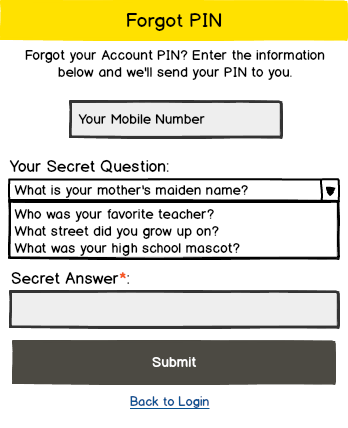 Forgot PIN
Forgot your Account PIN? Enter the information
below and we'll send your PIN to you.
Your Mobile Number
Your Secret Question:
What is your mother's maiden name?
Who was your favorite teacher?
What street did you grow up on?
What was your high school mascot?
Secret Answer*:
Submit
Back to Login